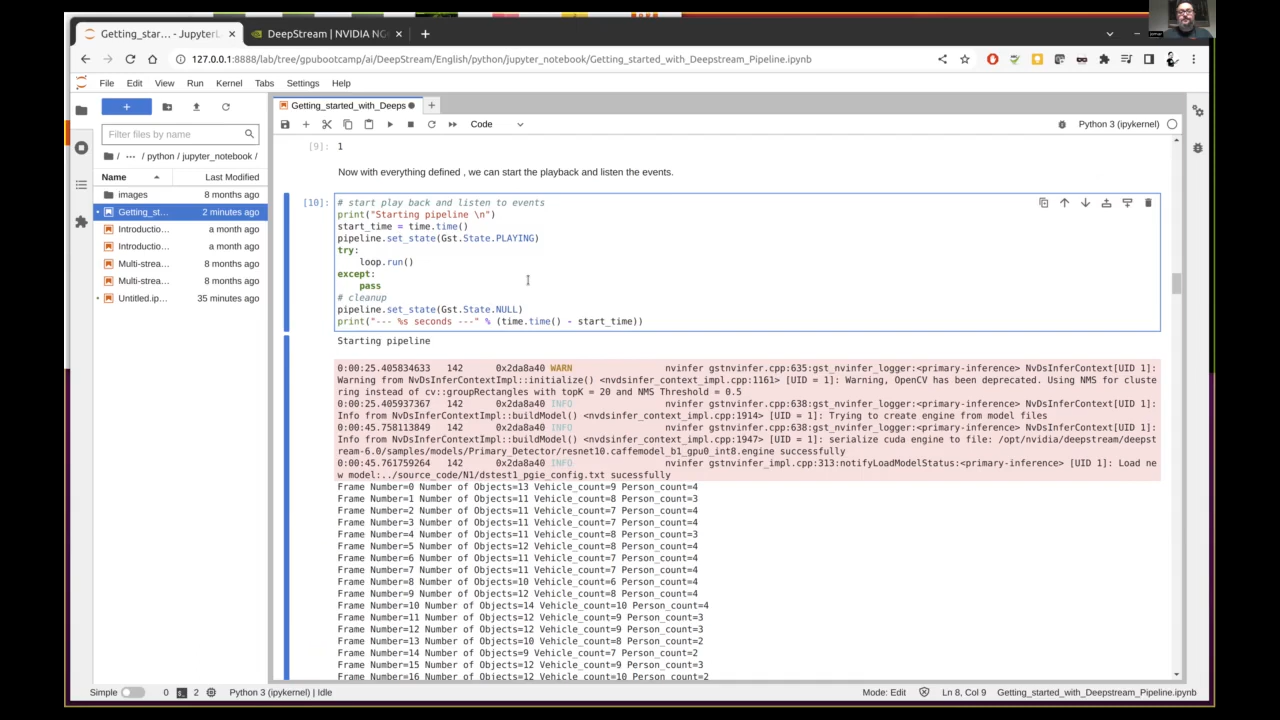 Getting_star... - JupyterL
DeepStream | NVIDIA NG
127.0.0.1:8888/lab/tree/gpubootcamp/ai/DeepStream/English/python/jupyter_notebook/Getting_started_with_Deepstream_Pipeline.ipynb
File Edit View Run Kernel Tabs Settings Help
Getting_started_with_Deeps
Filter files by name
Code
Python 3 (ipykernel)
/ ... / python / jupyter_notebook /
Name Last Modified
images 8 months ago
Getting_st... 2 minutes ago
Introductio... a month ago
Introductio... a month ago
Multi-strea... 8 months ago
Multi-strea... 8 months ago
Untitled.ip... 35 minutes ago
[9]: 1
Now with everything defined , we can start the playback and listen the events.
[10]: # start play back and listen to events
print("Starting pipeline \n")
start_time = time.time()
pipeline.set_state(Gst.State.PLAYING)
try:
loop.run()
except:
pass
# cleanup
pipeline.set_state(Gst.State.NULL)
print("--- %s seconds ---" % (time.time() - start_time))
Starting pipeline
0:00:25.405834633 142 0x2da8a40 WARN nvinfer gstnvinfer.cpp:635:gst_nvinfer_logger:<primary-inference> NvDsInferContext[UID 1]:
Warning from NvDsInferContextImpl::initialize() <nvdsinfer_context_impl.cpp:1161> [UID = 1]: Warning, OpenCV has been deprecated. Using NMS for cluste
ring instead of cv::groupRectangles with topK = 20 and NMS Threshold = 0.5
0:00:25.405937367 142 0x2da8a40 INFO nvinfer gstnvinfer.cpp:638:gst_nvinfer_logger:<primary-inference> NvDsInferContext[UID 1]:
Info from NvDsInferContextImpl::buildModel() <nvdsinfer_context_impl.cpp:1914> [UID = 1]: Trying to create engine from model files
0:00:45.758113849 142 0x2da8a40 INFO nvinfer gstnvinfer.cpp:638:gst_nvinfer_logger:<primary-inference> NvDsInferContext[UID 1]:
Info from NvDsInferContextImpl::buildModel() <nvdsinfer_context_impl.cpp:1947> [UID = 1]: serialize cuda engine to file: /opt/nvidia/deepstream/deepst
ream-6.0/samples/models/Primary_Detector/resnet10.caffemodel_b1_gpu0_int8.engine successfully
0:00:45.761759264 142 0x2da8a40 INFO nvinfer gstnvinfer_impl.cpp:313:notifyLoadModelStatus:<primary-inference> [UID 1]: Load ne
w model:../source_code/N1/dstest1_pgie_config.txt sucessfully
Frame Number=0 Number of Objects=13 Vehicle_count=9 Person_count=4
Frame Number=1 Number of Objects=11 Vehicle_count=8 Person_count=3
Frame Number=2 Number of Objects=11 Vehicle_count=7 Person_count=4
Frame Number=3 Number of Objects=11 Vehicle_count=7 Person_count=4
Frame Number=4 Number of Objects=11 Vehicle_count=8 Person_count=3
Frame Number=5 Number of Objects=12 Vehicle_count=8 Person_count=4
Frame Number=6 Number of Objects=11 Vehicle_count=7 Person_count=4
Frame Number=7 Number of Objects=11 Vehicle_count=7 Person_count=4
Frame Number=8 Number of Objects=10 Vehicle_count=6 Person_count=4
Frame Number=9 Number of Objects=12 Vehicle_count=8 Person_count=4
Frame Number=10 Number of Objects=14 Vehicle_count=10 Person_count=4
Frame Number=11 Number of Objects=12 Vehicle_count=9 Person_count=3
Frame Number=12 Number of Objects=12 Vehicle_count=9 Person_count=3
Frame Number=13 Number of Objects=10 Vehicle_count=8 Person_count=2
Frame Number=14 Number of Objects=9 Vehicle_count=7 Person_count=2
Frame Number=15 Number of Objects=12 Vehicle_count=9 Person_count=3
Frame Number=16 Number of Objects=12 Vehicle_count=10 Person_count=2
Simple 0 2 Python 3 (ipykernel) | Idle
Mode: Edit Ln 8, Col 9 Getting_started_with_Deepstream_Pipeline.ipynb